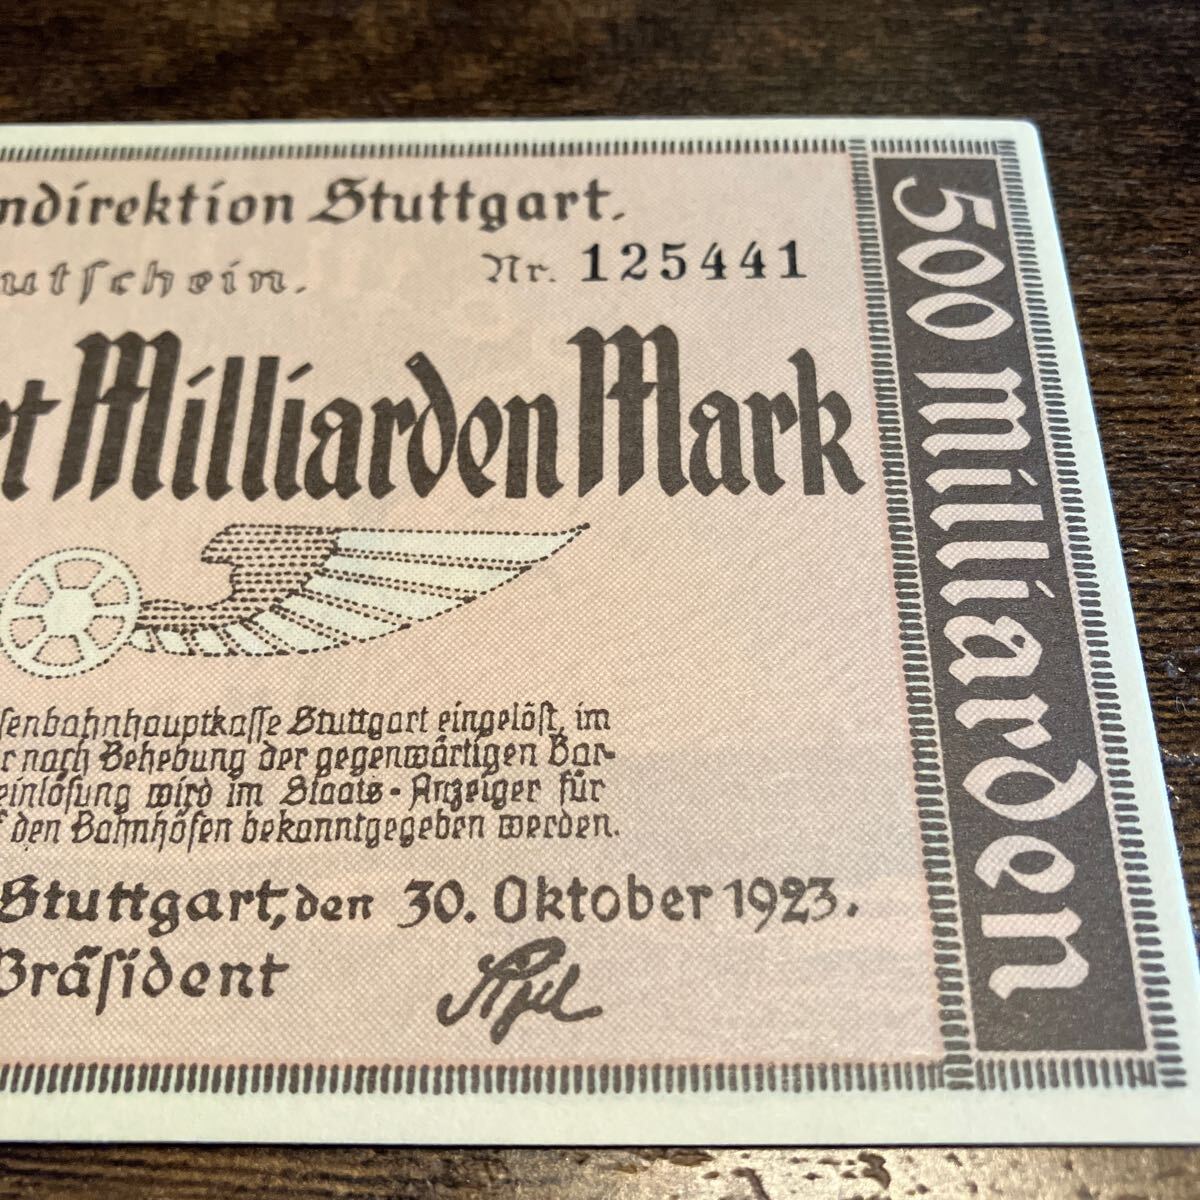 ndirektion Stuttgart.
utschein. Nr. 125441
rt Milliarden Mark
senbahnhauptkasse Stuttgart eingelöst, im
r nach Behebung der gegenwärtigen Bar-
einlösung wird im Staats-Anzeiger für
f den Bahnhöfen bekanntgegeben werden.
Stuttgart, den 30. Oktober 1923.
Präsident
500 Milliarden